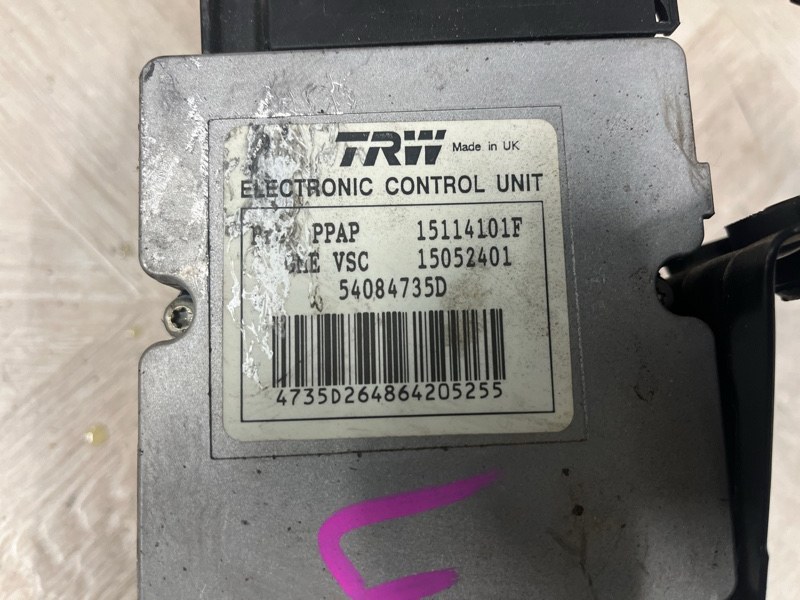 TRW Made in UK
ELECTRONIC CONTROL UNIT
PPAP 15114101F
VSC 15052401
54084735D
4735D264864205255